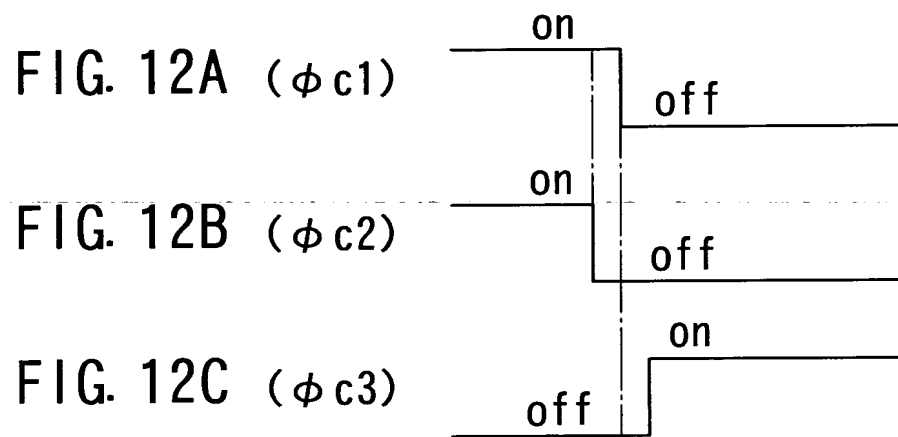 on
FIG. 12A (φc1)
off
on
FIG. 12B (φc2)
off
on
FIG. 12C (φc3)
off